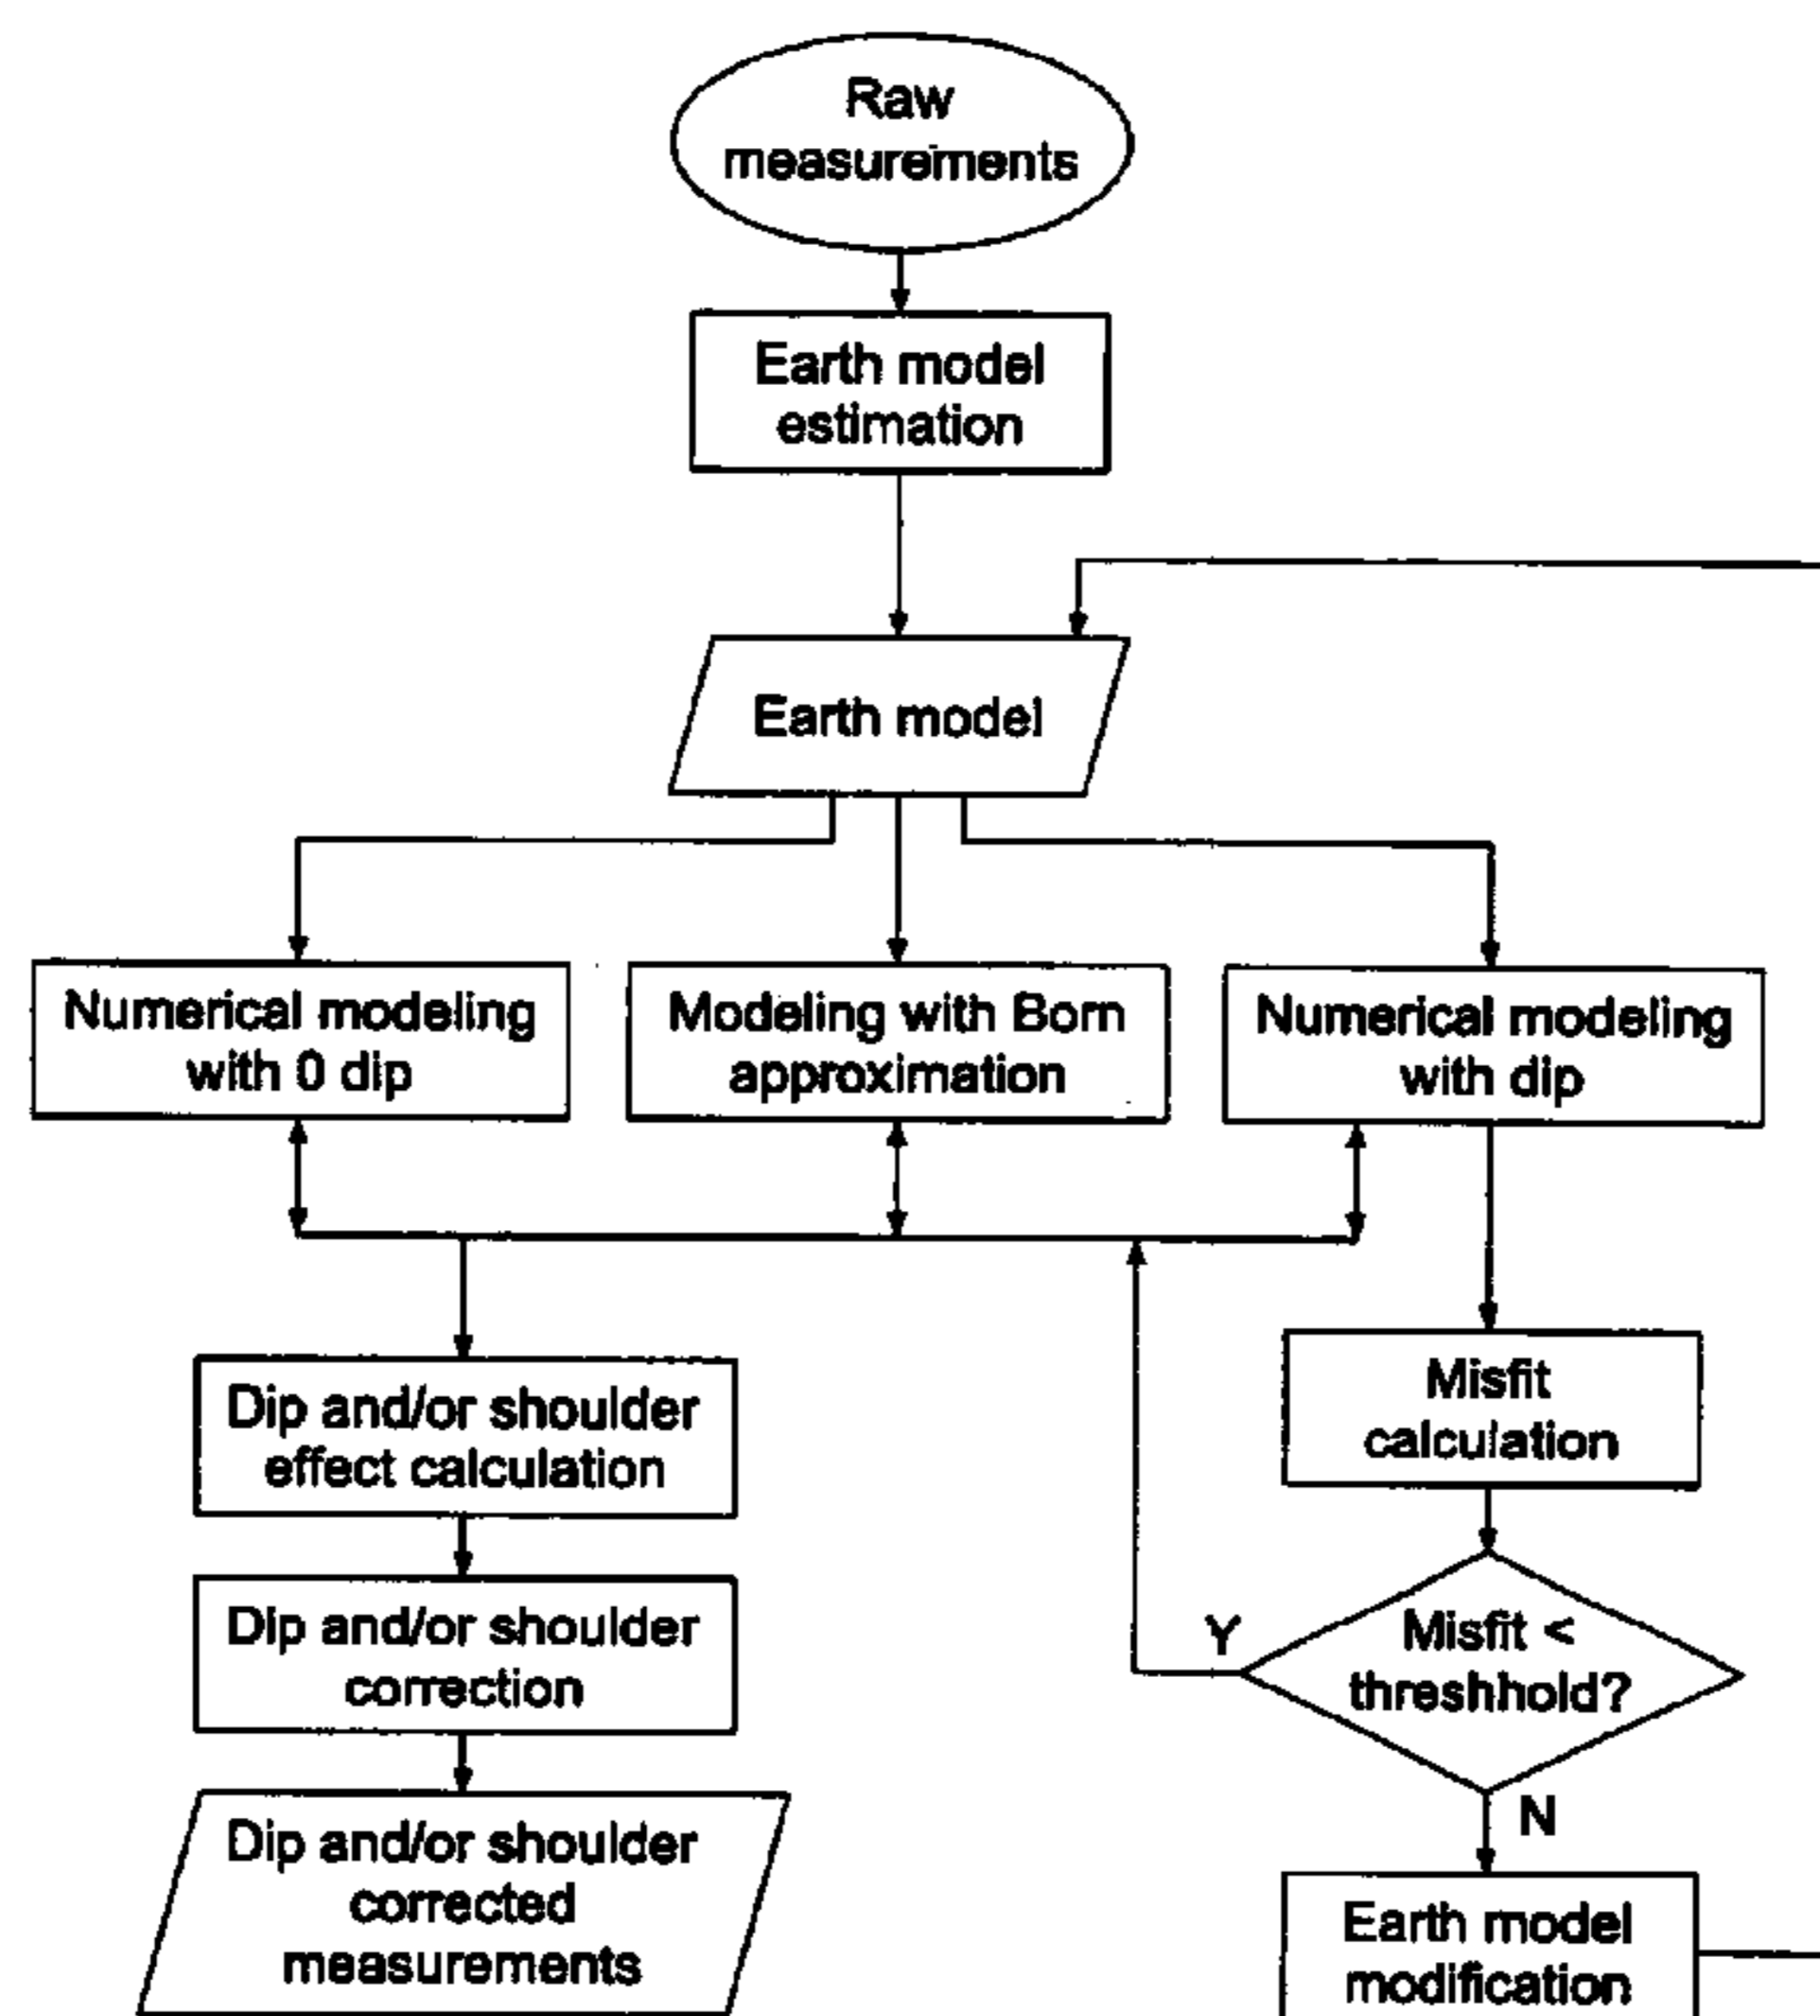 Raw
measurements
Earth model
estimation
Earth model
Numerical modeling
with 0 dip
Modeling with Born
approximation
Numerical modeling
with dip
Dip and/or shoulder
effect calculation
Misfit
calculation
Dip and/or shoulder
correction
Y
Misfit <
threshhold?
N
Dip and/or shoulder
corrected
measurements
Earth model
modification